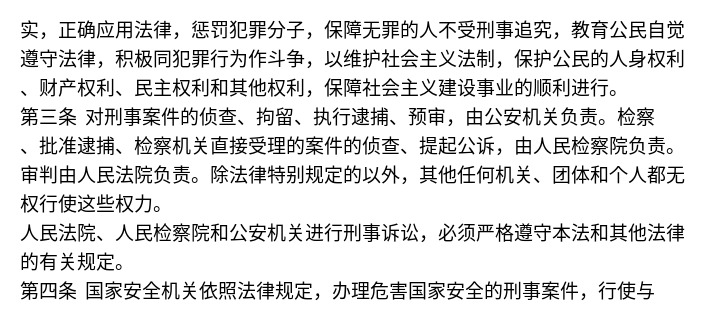 实，正确应用法律，惩罚犯罪分子，保障无罪的人不受刑事追究，教育公民自觉
遵守法律，积极同犯罪行为作斗争，以维护社会主义法制，保护公民的人身权利
、财产权利、民主权利和其他权利，保障社会主义建设事业的顺利进行。
第三条 对刑事案件的侦查、拘留、执行逮捕、预审，由公安机关负责。检察
、批准逮捕、检察机关直接受理的案件的侦查、提起公诉，由人民检察院负责。
审判由人民法院负责。除法律特别规定的以外，其他任何机关、团体和个人都无
权行使这些权力。
人民法院、人民检察院和公安机关进行刑事诉讼，必须严格遵守本法和其他法律
的有关规定。
第四条 国家安全机关依照法律规定，办理危害国家安全的刑事案件，行使与